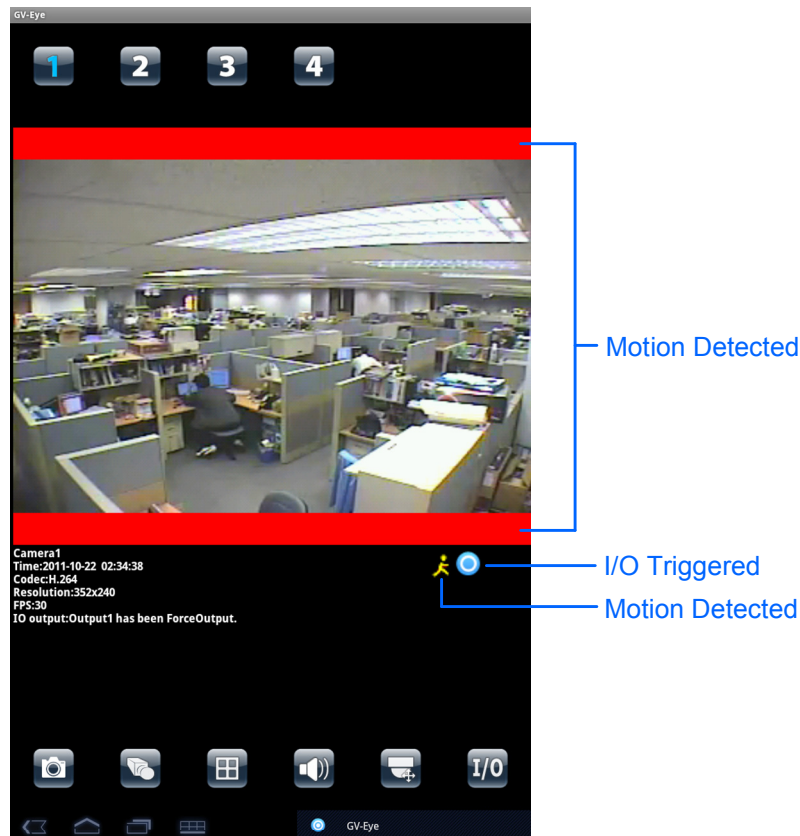 GV-Eye
1 2 3 4
Motion Detected
Camera1
Time:2011-10-22 02:34:38
Codec:H.264
Resolution:352x240
FPS:30
IO output:Output1 has been ForceOutput.
I/O Triggered
Motion Detected
I/O
GV-Eye